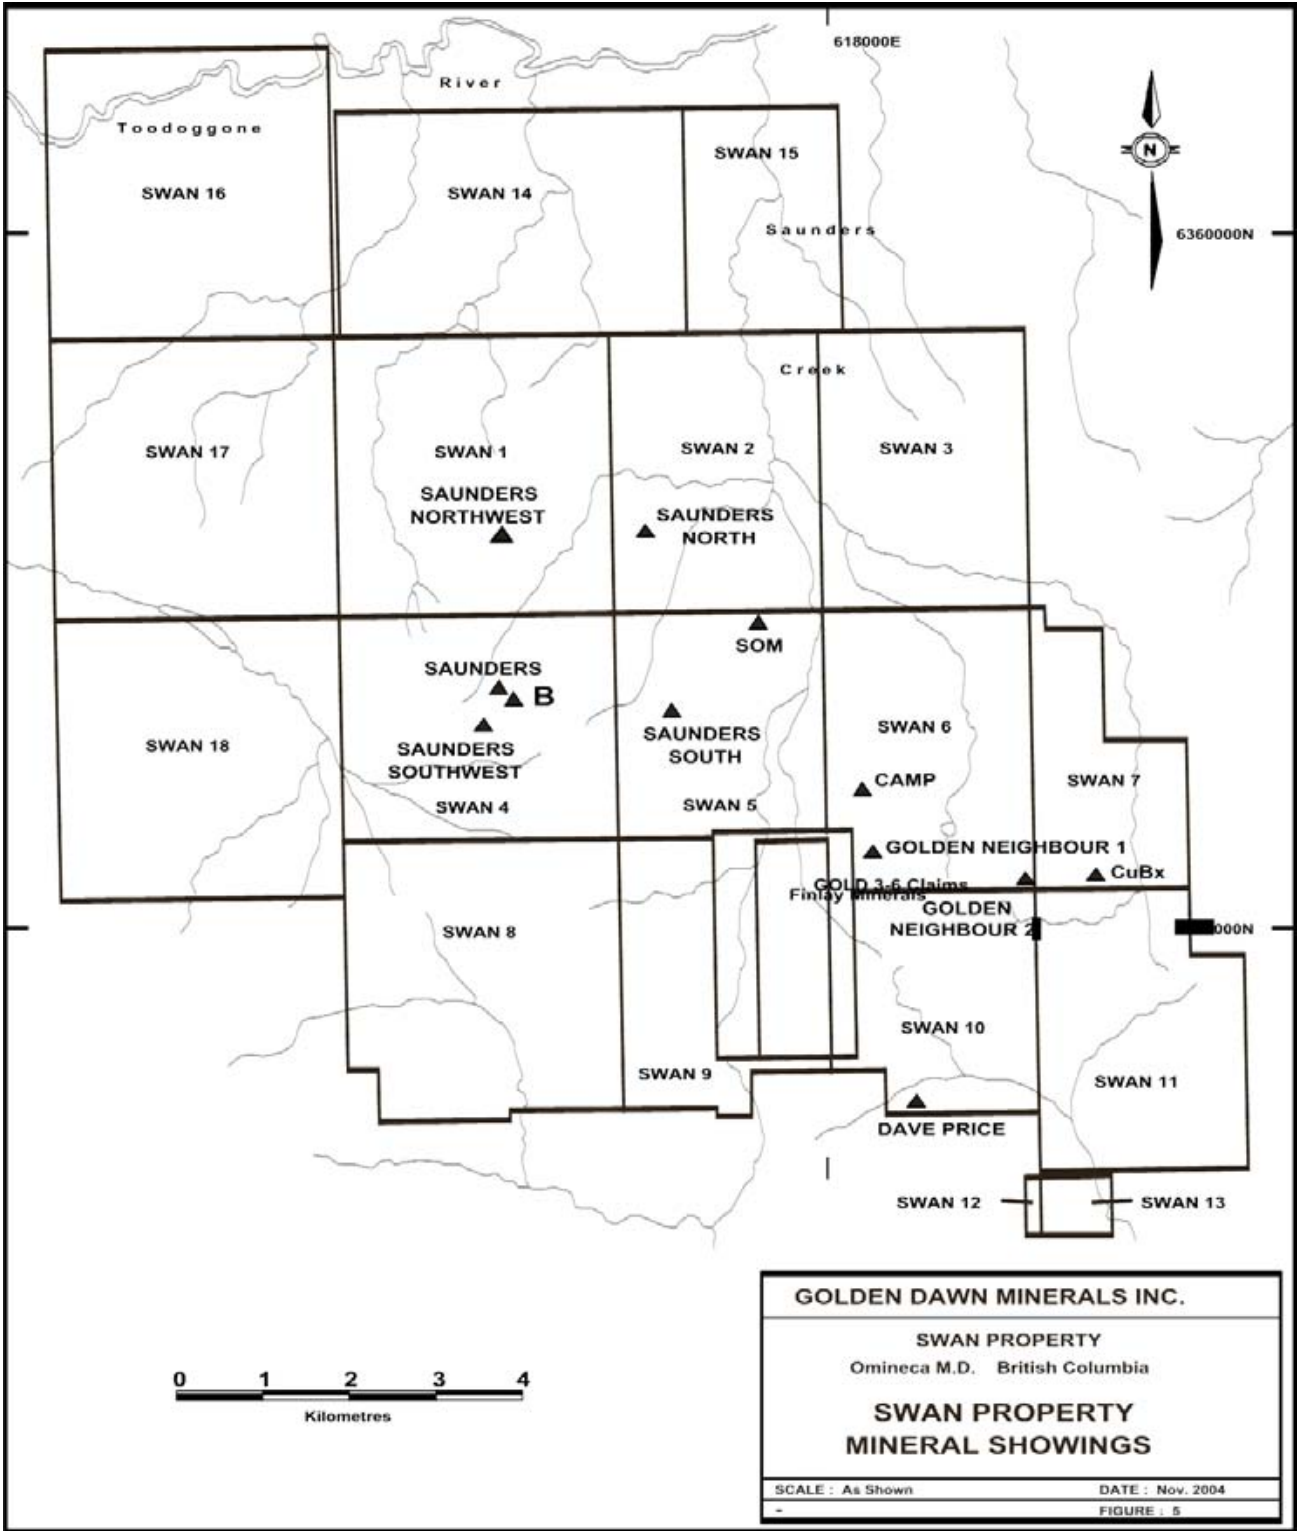 618000E
River
Toodoggone
SWAN 15
SWAN 16
SWAN 14
Saunders
6360000N
Creek
SWAN 17
SWAN 1
SWAN 2
SWAN 3
SAUNDERS
NORTHWEST
SAUNDERS
NORTH
SOM
SAUNDERS
B
SAUNDERS
SOUTHWEST
SAUNDERS
SOUTH
SWAN 18
SWAN 6
CAMP
SWAN 7
SWAN 4
SWAN 5
GOLDEN NEIGHBOUR 1
CuBx
GOLD 3-6 Claims
Finlay Minerals
GOLDEN
NEIGHBOUR 2
000N
SWAN 8
SWAN 10
SWAN 9
SWAN 11
DAVE PRICE
SWAN 12
SWAN 13
N
0 1 2 3 4
Kilometres
GOLDEN DAWN MINERALS INC.
SWAN PROPERTY
Omineca M.D. British Columbia
SWAN PROPERTY
MINERAL SHOWINGS
SCALE : As Shown DATE : Nov. 2004
- FIGURE : 5